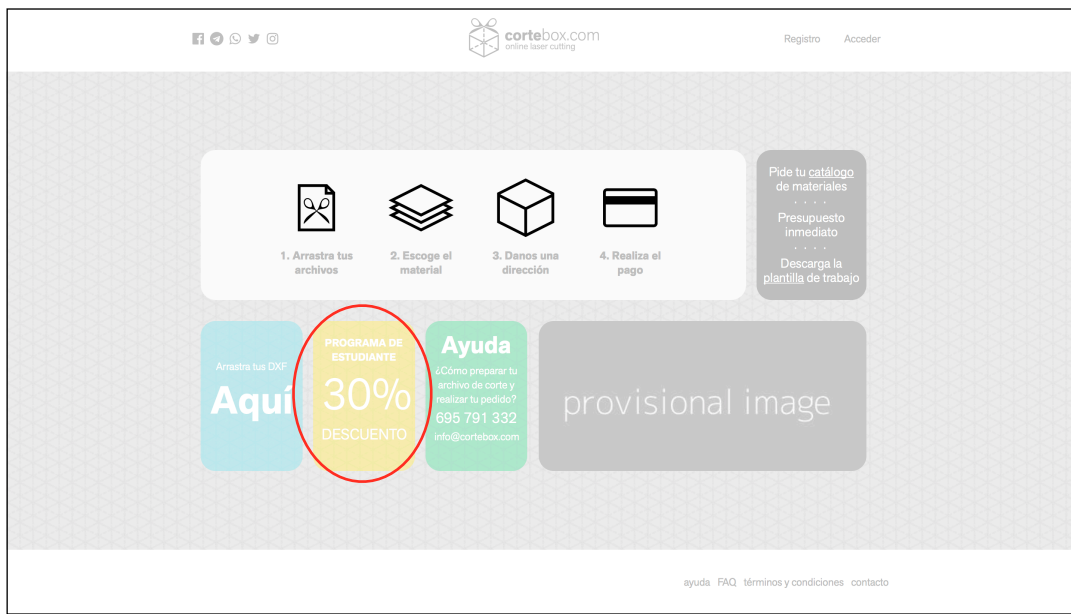 cortebox.com
online laser cutting
Registro Acceder
1. Arrastra tus
archivos
2. Escoge el
material
3. Danos una
dirección
4. Realiza el
pago
Pide tu catálogo
de materiales
. . . .
Presupuesto
inmediato
. . . .
Descarga la
plantilla de trabajo
Arrastra tus DXF
Aquí
PROGRAMA DE
ESTUDIANTE
30%
DESCUENTO
Ayuda
¿Cómo preparar tu
archivo de corte y
realizar tu pedido?
695 791 332
info@cortebox.com
provisional image
ayuda FAQ términos y condiciones contacto